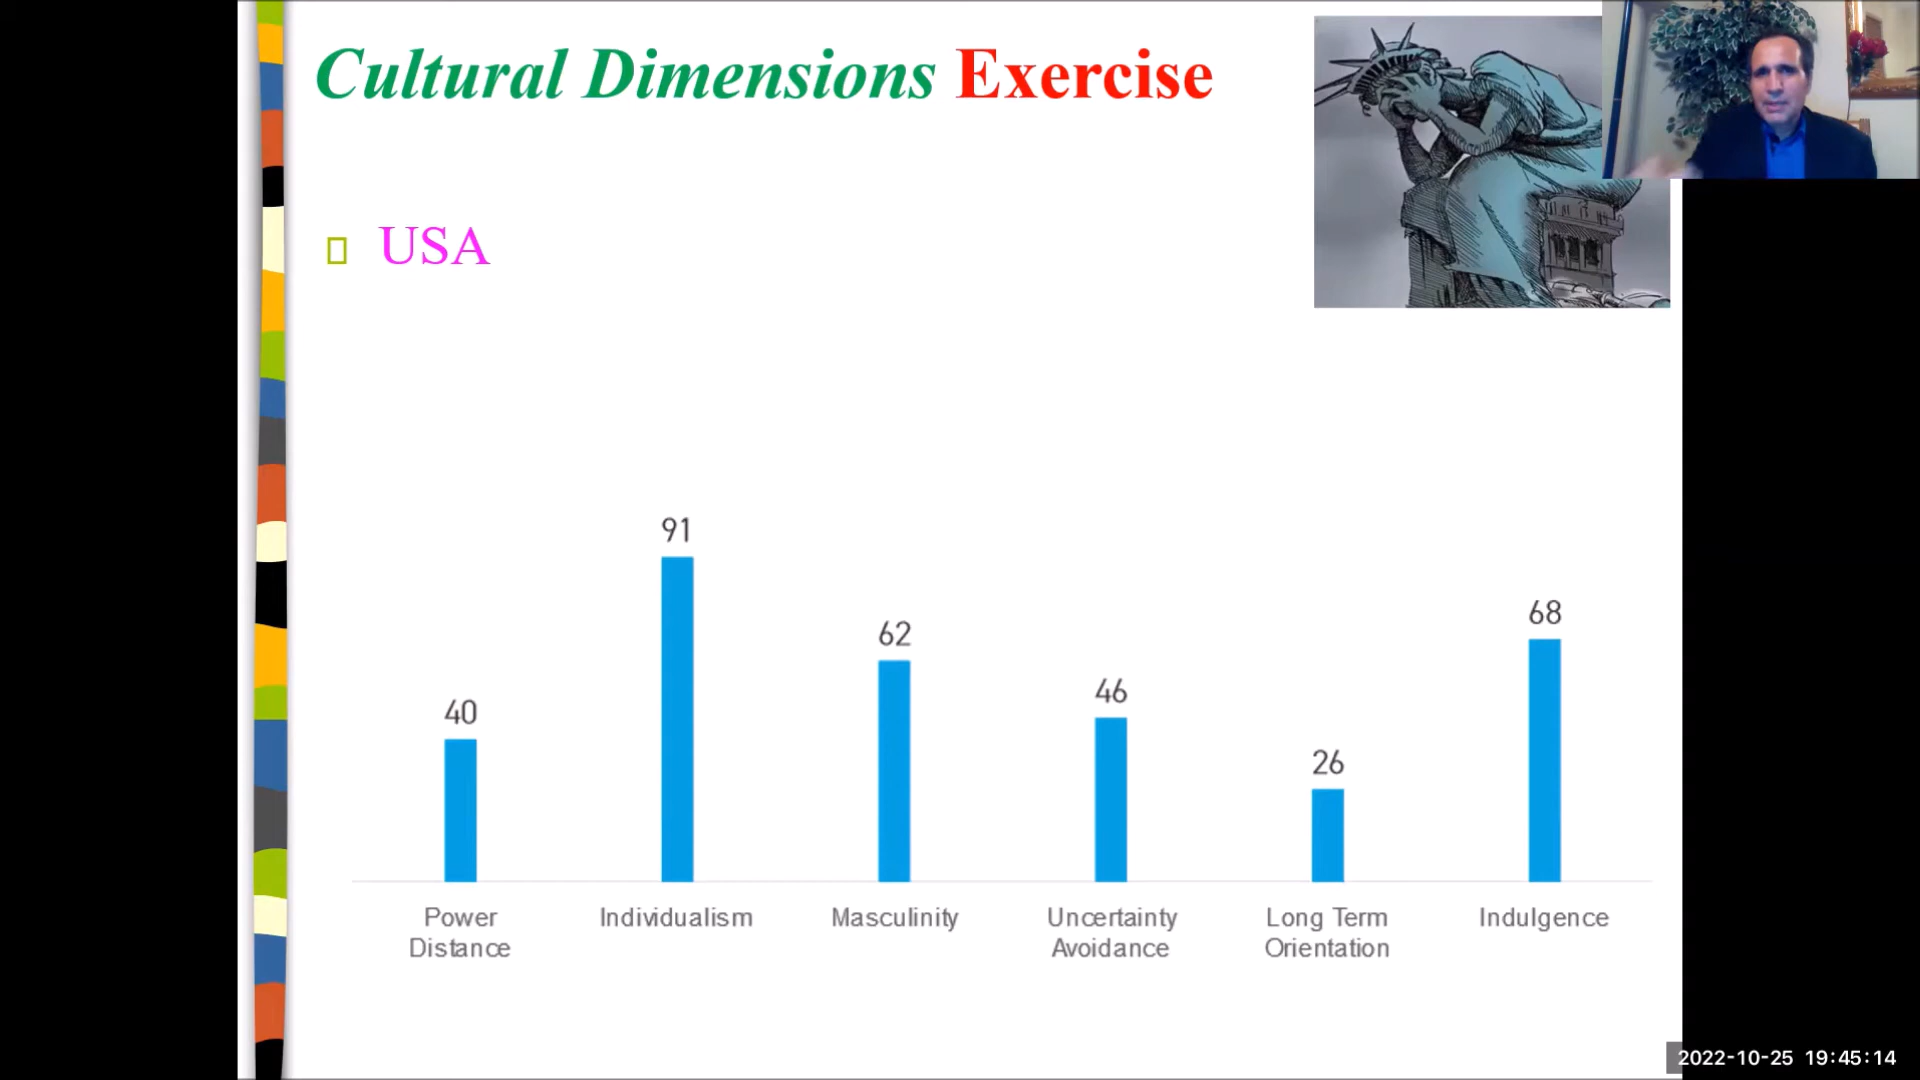 Cultural Dimensions Exercise
USA
91
68
62
46
40
26
Power Distance
Individualism
Masculinity
Uncertainty Avoidance
Long Term Orientation
Indulgence
2022-10-25 19:45:14